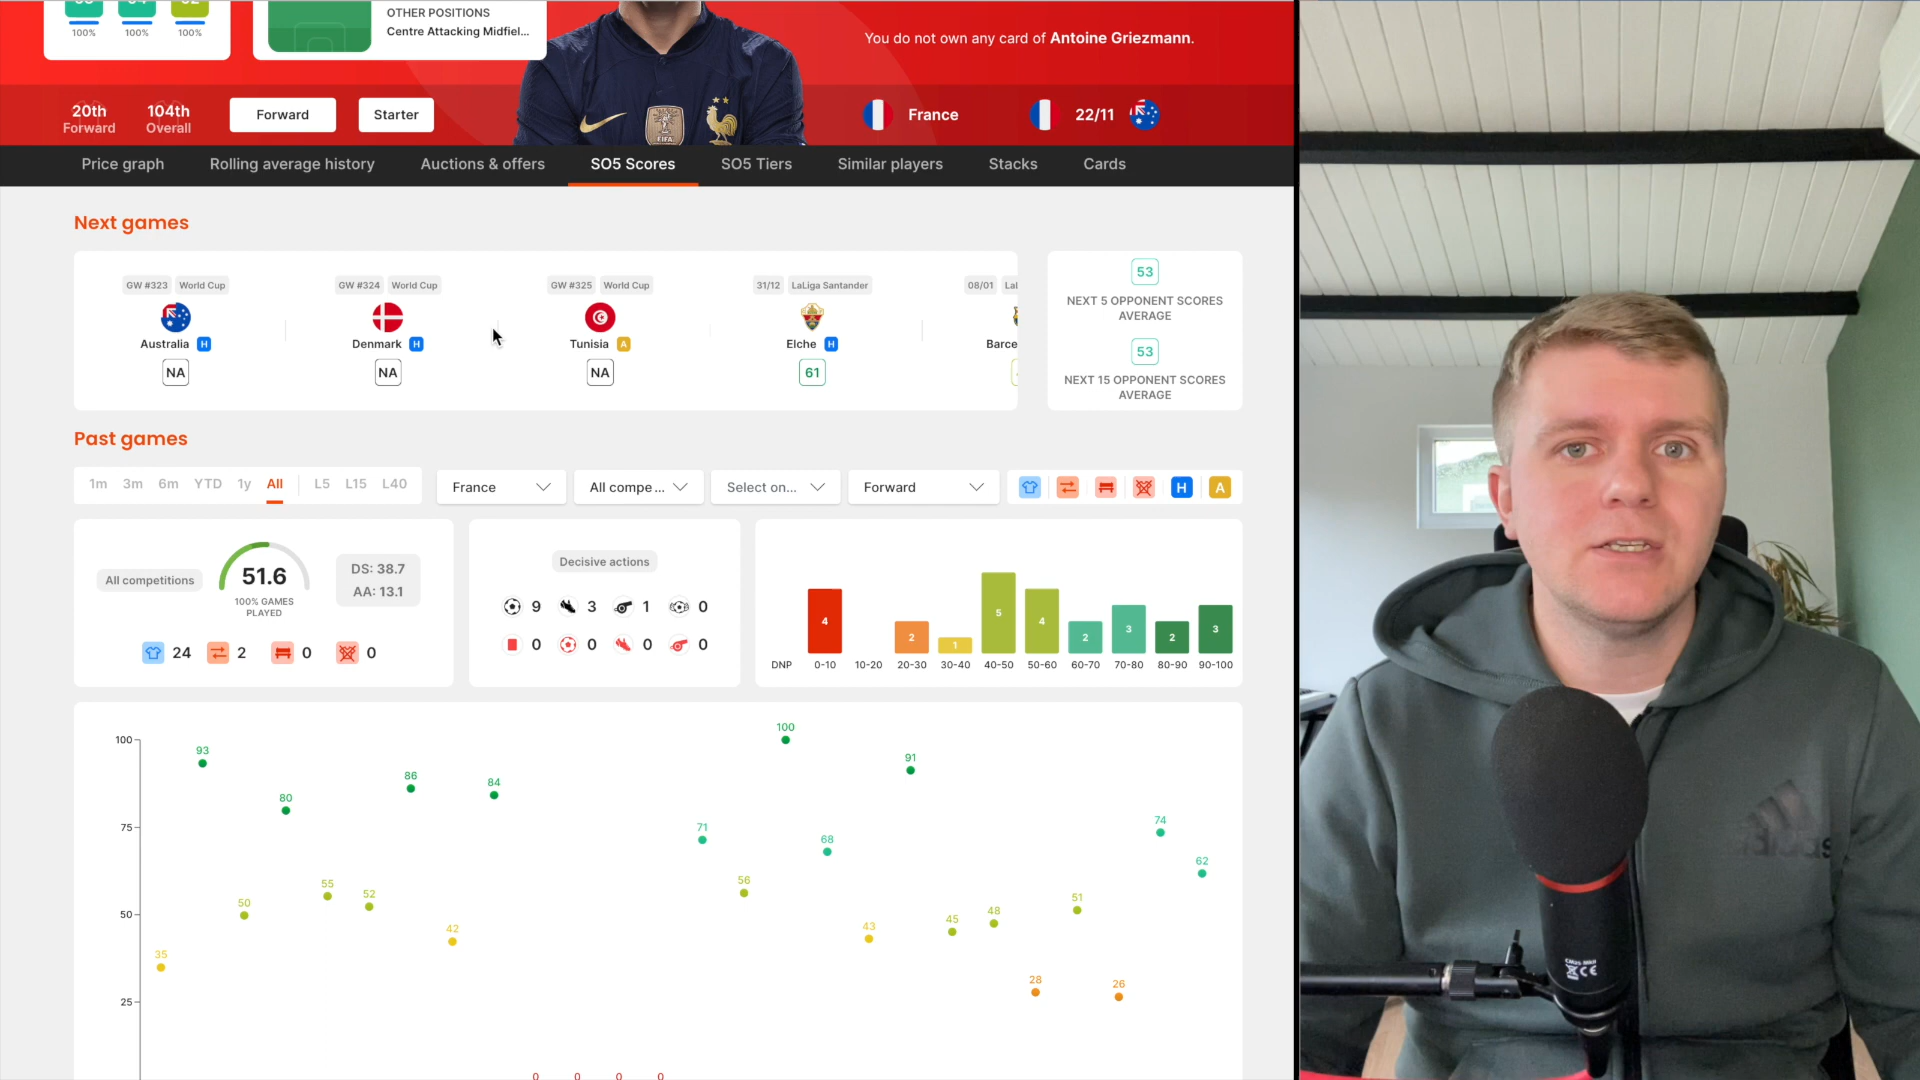 100%
100%
100%
OTHER POSITIONS
Centre Attacking Midfiel...
You do not own any card of Antoine Griezmann.
20th
Forward
104th
Overall
Forward
Starter
FIFA
France
22/11
Price graph
Rolling average history
Auctions & offers
SO5 Scores
SO5 Tiers
Similar players
Stacks
Cards
Next games
GW #323 World Cup
Australia H
NA
GW #324 World Cup
Denmark H
NA
GW #325 World Cup
Tunisia A
NA
31/12 LaLiga Santander
Elche H
61
08/01 Lal
Barce
53
NEXT 5 OPPONENT SCORES
AVERAGE
53
NEXT 15 OPPONENT SCORES
AVERAGE
Past games
1m 3m 6m YTD 1y All L5 L15 L40
France
All compe ...
Select on...
Forward
H
A
All competitions
51.6
100% GAMES
PLAYED
DS: 38.7
AA: 13.1
24 2 0 0
Decisive actions
9 3 1 0
0 0 0 0
4 2 1 5 4 2 3 2 3
DNP 0-10 10-20 20-30 30-40 40-50 50-60 60-70 70-80 80-90 90-100
100
75
50
25
35 93 50 80 55 52 86 42 84 0 0 0 0 71 56 100 68 43 91 45 48 28 51 26 74 62
adidas